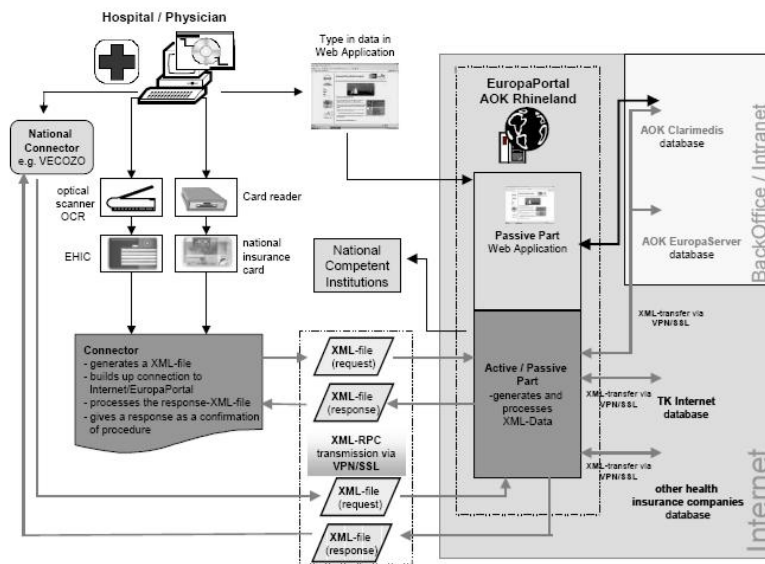 Hospital / Physician
Type in data in
Web Application
EuropaPortal
AOK Rhineland
National
Connector
e.g. VECOZO
optical
scanner
OCR
Card reader
EHIC
national
insurance
card
National
Competent
Institutions
Passive Part
Web Application
AOK Clarimedis
database
AOK EuropaServer
database
BackOffice / Intranet
XML-transfer via
VPN/SSL
Connector
- generates a XML-file
- builds up connection to
Internet/EuropaPortal
- processes the response-XML-file
- gives a response as a confirmation
of procedure
XML-file
(request)
XML-file
(response)
XML-RPC
transmission via
VPN/SSL
XML-file
(request)
XML-file
(response)
Active / Passive
Part
-generates and
processes
XML-Data
XML-transfer via
VPN/SSL
TK Internet
database
XML-transfer via
VPN/SSL
other health
insurance companies
database
Internet